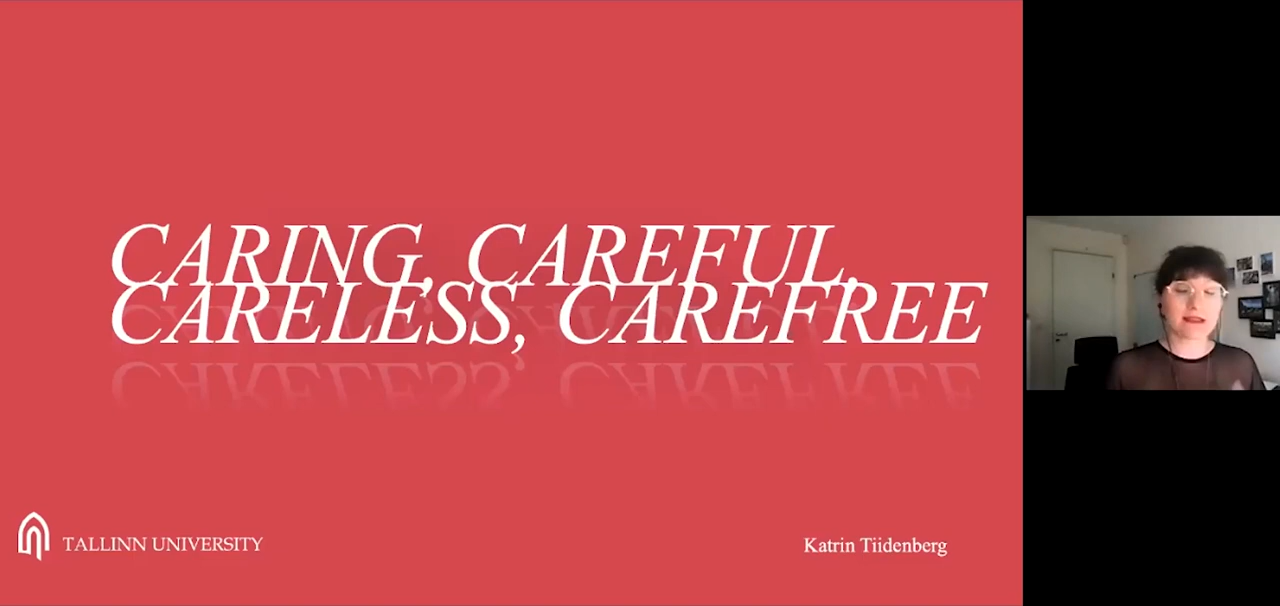 CARING, CAREFUL,
CARELESS, CAREFREE
TALLINN UNIVERSITY
Katrin Tiidenberg